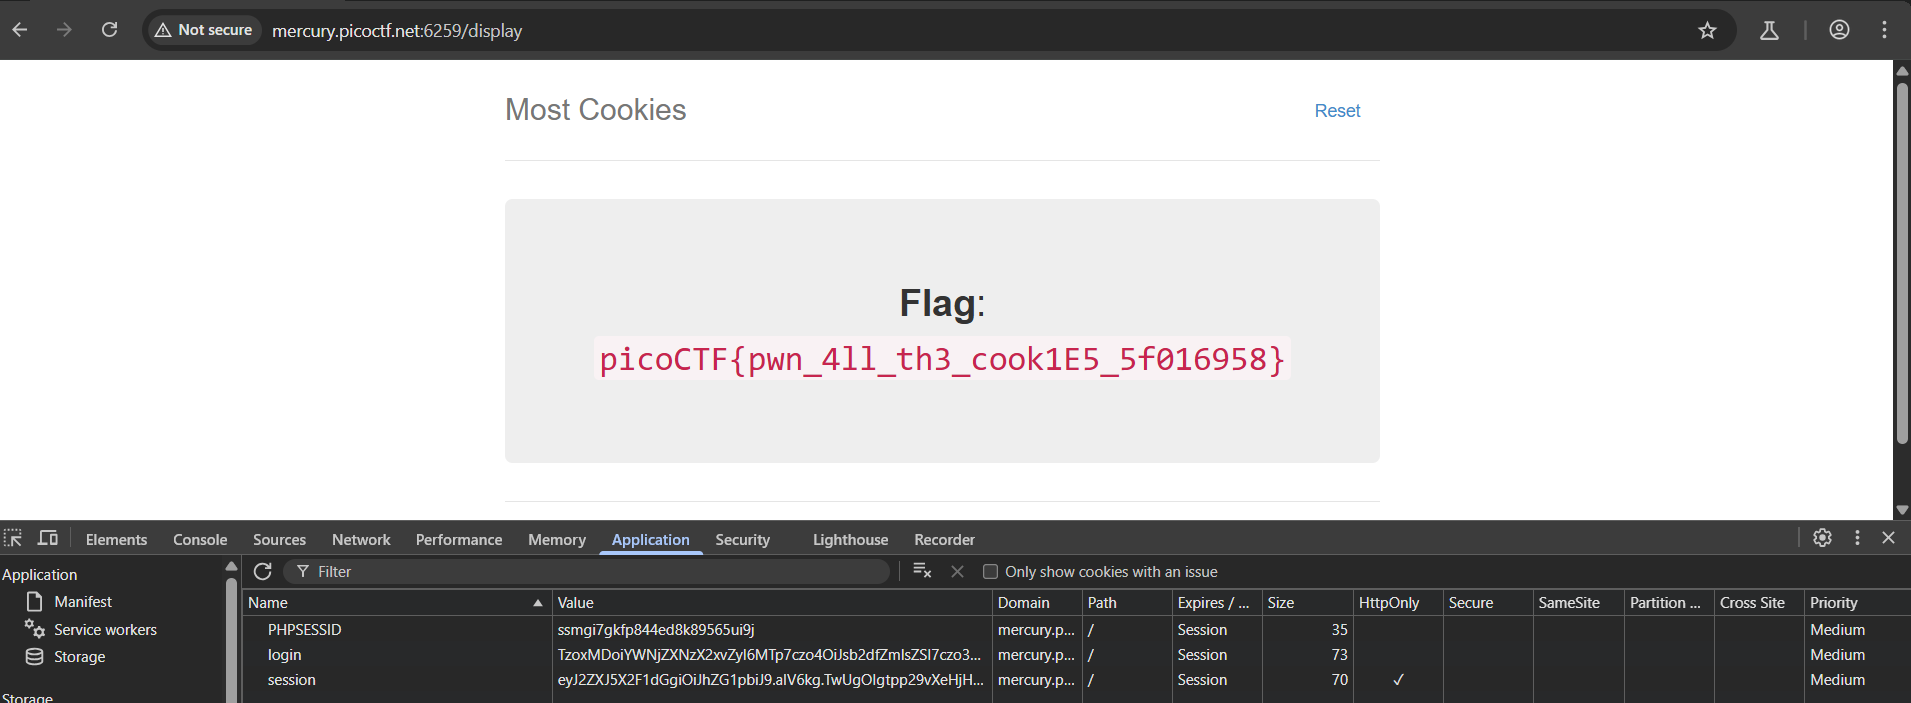 Not secure mercury.picoctf.net:6259/display
Most Cookies Reset
Flag:
picoCTF{pwn_4ll_th3_cook1E5_5f016958}
Elements Console Sources Network Performance Memory Application Security Lighthouse Recorder
Application
Manifest
Service workers
Storage
Storage
Filter Only show cookies with an issue
Name Value Domain Path Expires / ... Size HttpOnly Secure SameSite Partition ... Cross Site Priority
PHPSESSID ssmgi7gkfp844ed8k89565ui9j mercury.p... / Session 35 Medium
login TzoxMDoiYWNjZXNzX2xvZyI6MTp7czo4OiJsb2dfZmlsZSI7czo3... mercury.p... / Session 73 Medium
session eyJ2ZXJ5X2F1dGgiOiJhZG1pbiJ9.alV6kg.TwUgOlgtpp29vXeHjH... mercury.p... / Session 70 ✓ Medium